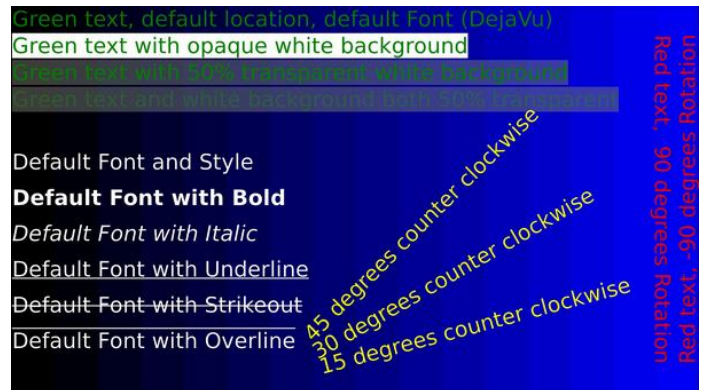 Green text, default location, default Font (DejaVu)
Green text with opaque white background
Green text with 50% transparent white background
Green text and white background both 50% transparent
Default Font and Style
Default Font with Bold
Default Font with Italic
Default Font with Underline
Default Font with Strikeout
Default Font with Overline
45 degrees counter clockwise
30 degrees counter clockwise
15 degrees counter clockwise
Red text, 90 degrees Rotation
Red text, -90 degrees Rotation